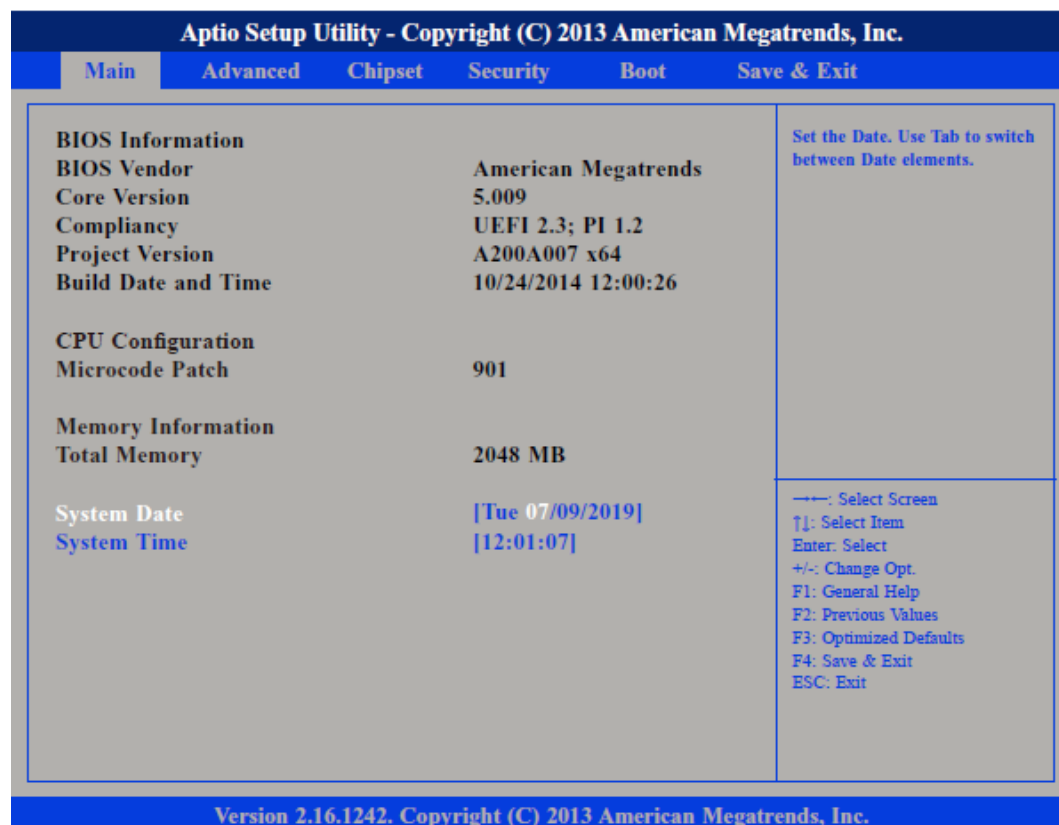 Aptio Setup Utility - Copyright (C) 2013 American Megatrends, Inc.
Main Advanced Chipset Security Boot Save & Exit
BIOS Information
BIOS Vendor American Megatrends
Core Version 5.009
Compliancy UEFI 2.3; PI 1.2
Project Version A200A007 x64
Build Date and Time 10/24/2014 12:00:26
CPU Configuration
Microcode Patch 901
Memory Information
Total Memory 2048 MB
System Date [Tue 07/09/2019]
System Time [12:01:07]
Set the Date. Use Tab to switch
between Date elements.
→←: Select Screen
↑↓: Select Item
Enter: Select
+/-: Change Opt.
F1: General Help
F2: Previous Values
F3: Optimized Defaults
F4: Save & Exit
ESC: Exit
Version 2.16.1242. Copyright (C) 2013 American Megatrends, Inc.